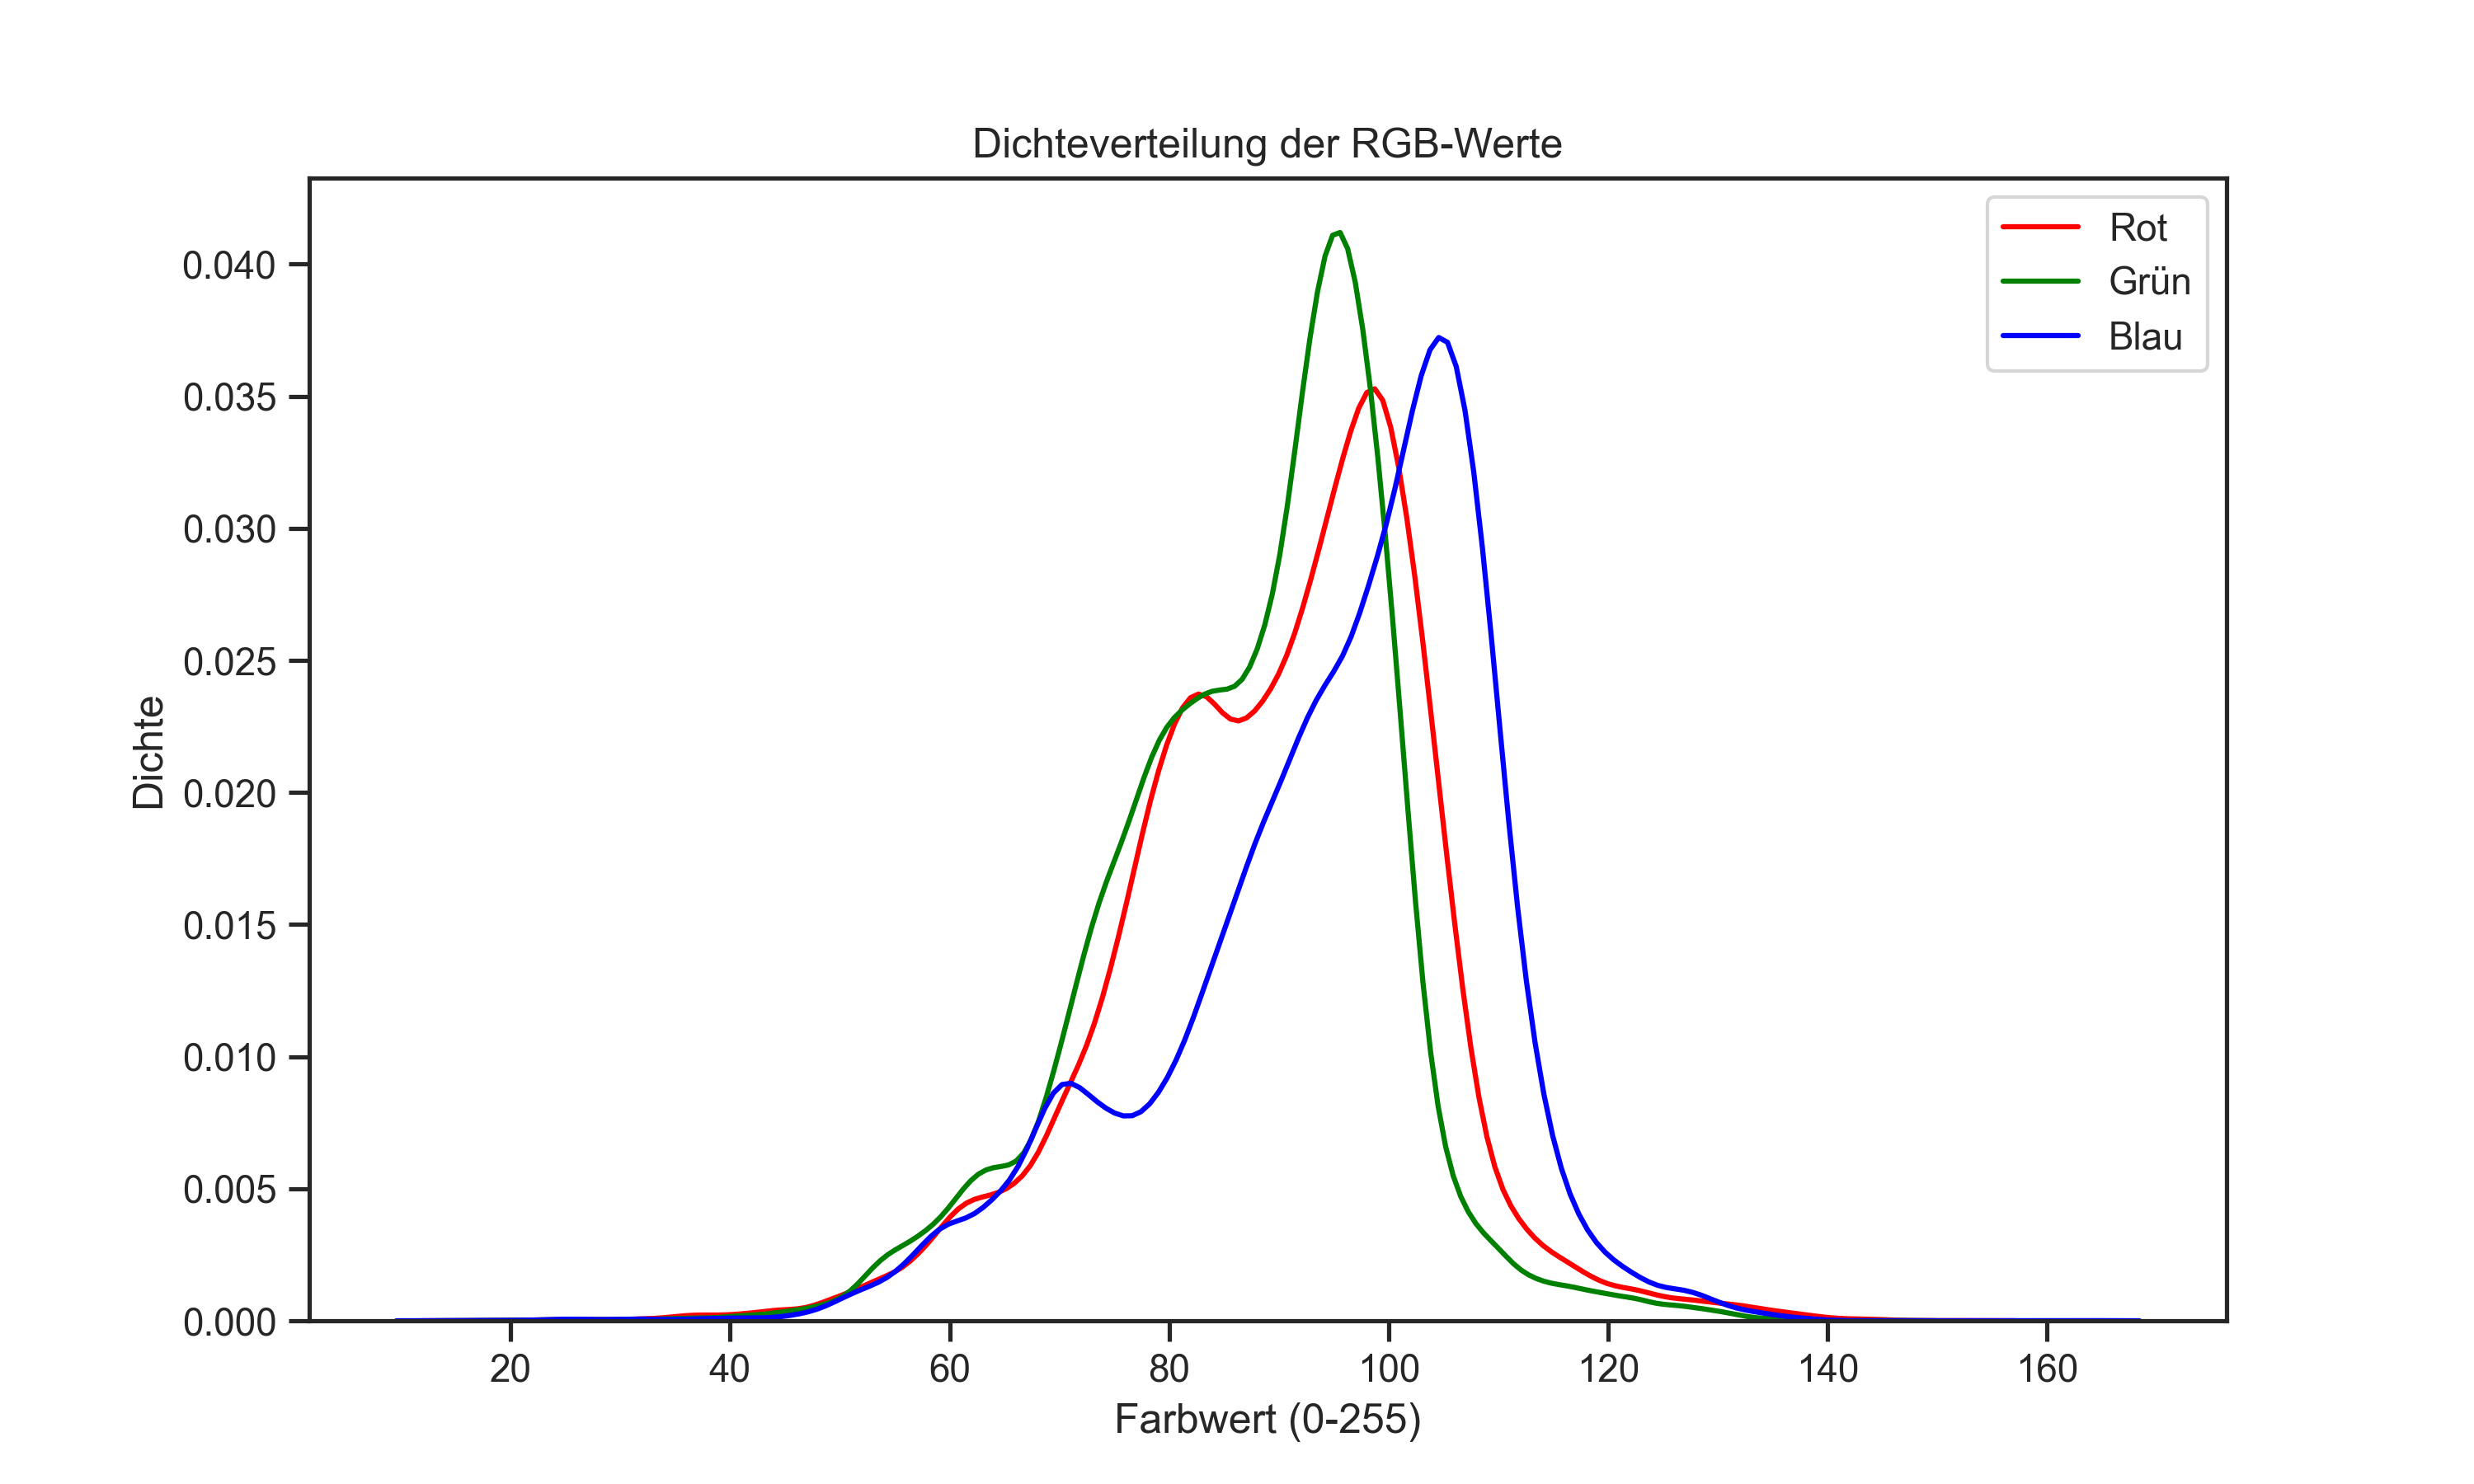 Dichteverteilung der RGB-Werte
Rot
Grün
Blau
0.040
0.035
0.030
0.025
0.020
0.015
0.010
0.005
0.000
Dichte
20 40 60 80 100 120 140 160
Farbwert (0-255)